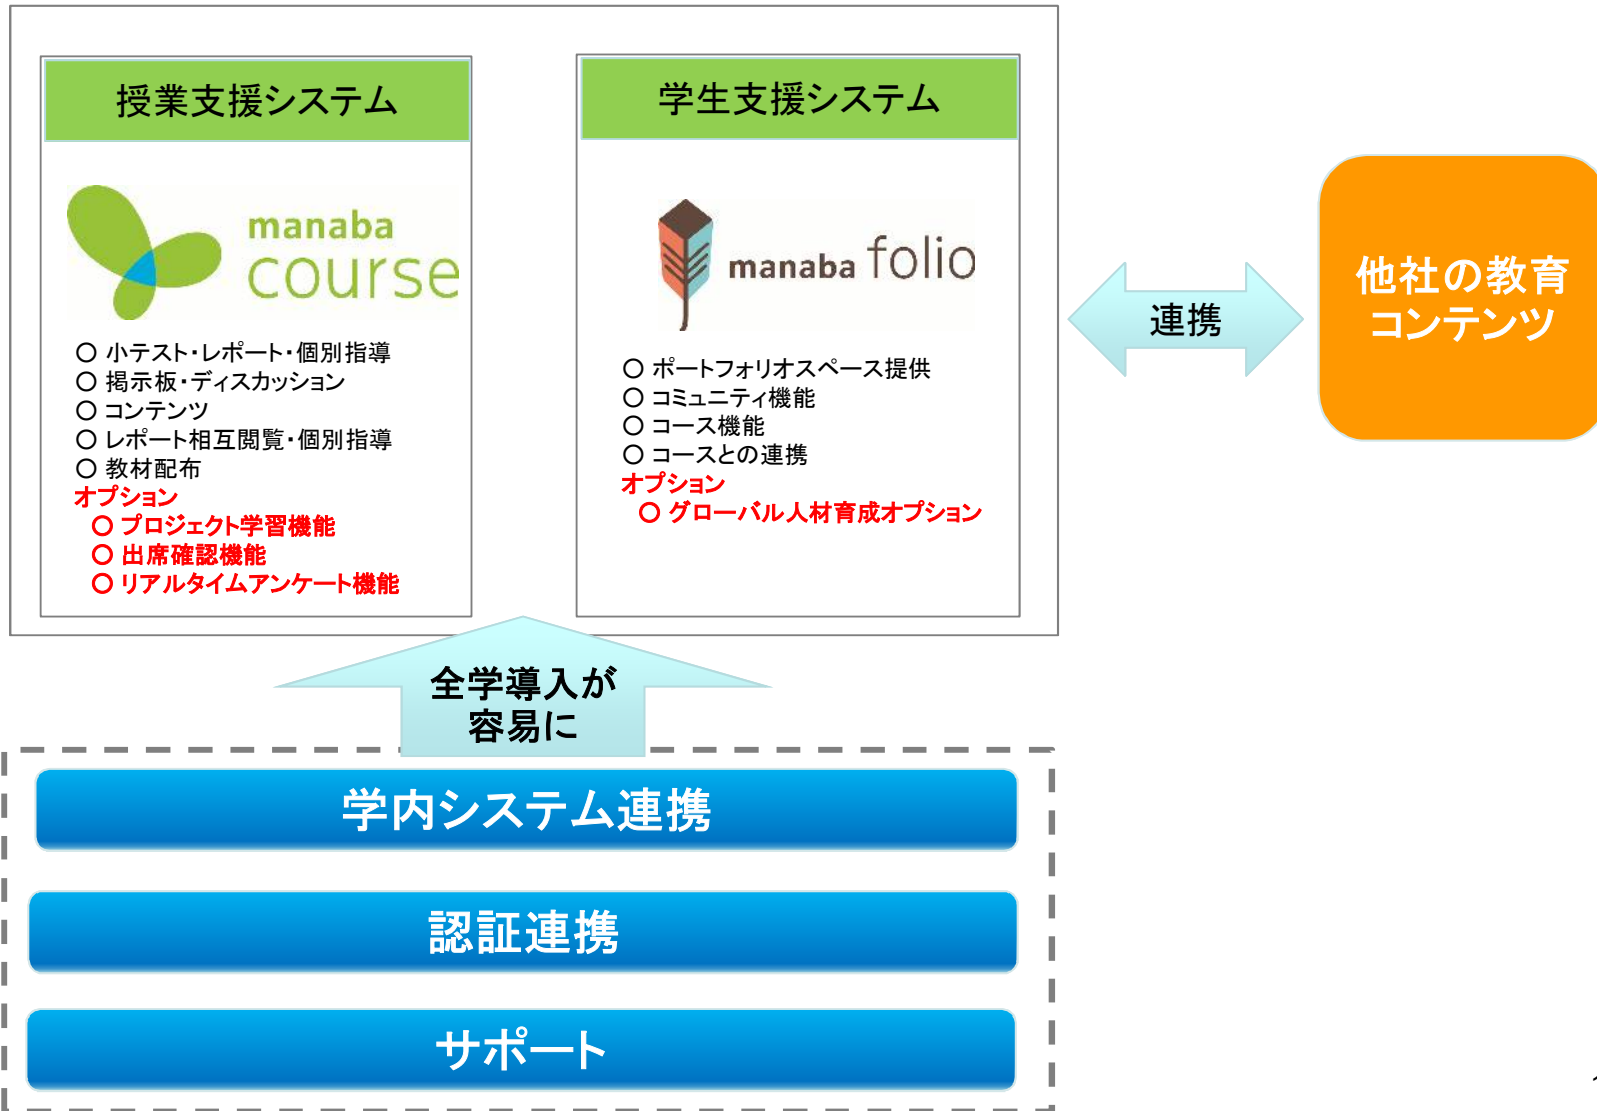 授業支援システム
manaba
course
○ 小テスト・レポート・個別指導
○ 掲示板・ディスカッション
○ コンテンツ
○ レポート相互閲覧・個別指導
○ 教材配布
オプション
○ プロジェクト学習機能
○ 出席確認機能
○ リアルタイムアンケート機能
学生支援システム
manaba folio
○ ポートフォリオスペース提供
○ コミュニティ機能
○ コース機能
○ コースとの連携
オプション
○ グローバル人材育成オプション
連携
他社の教育
コンテンツ
全学導入が
容易に
学内システム連携
認証連携
サポート